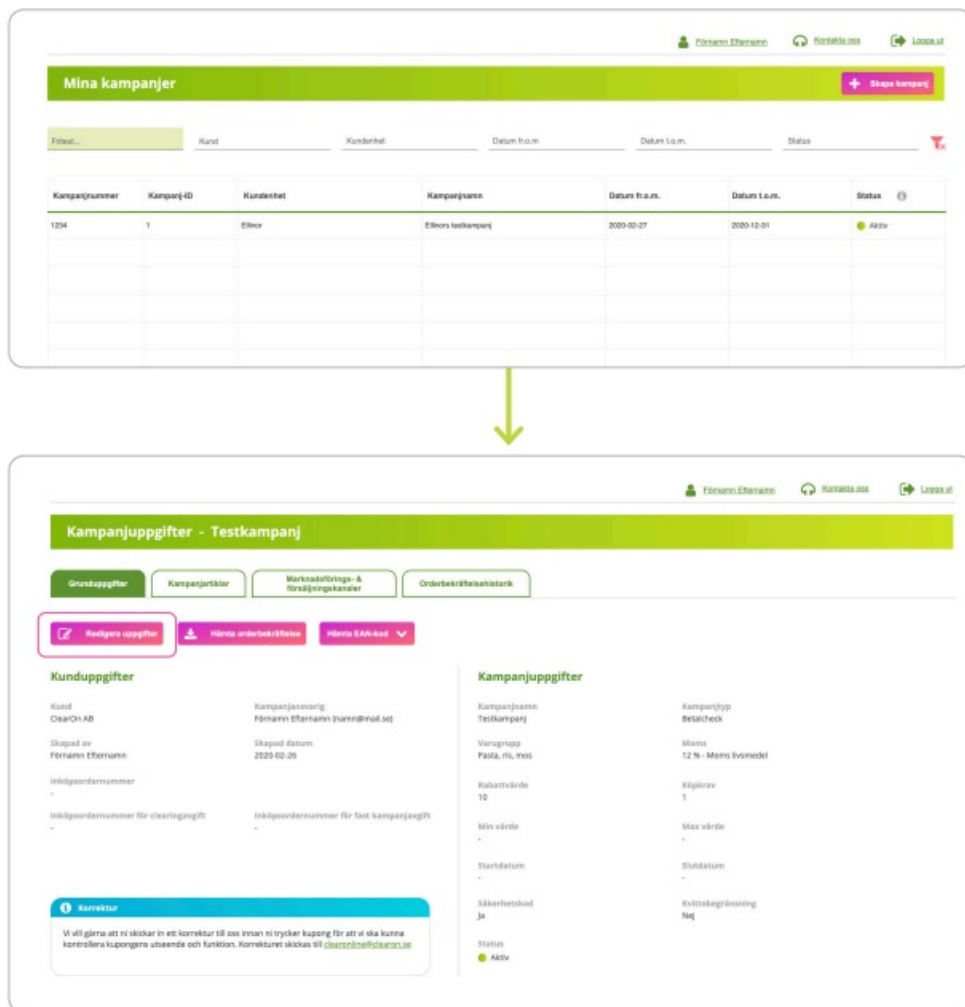 Förnamn Efternamn Kontakta oss Logga ut
Mina kampanjer
Skapa kampanj
Fritext... Kund Kundenhet Datum fr.o.m Datum t.o.m. Status
Kampanjnummer Kampanj-ID Kundenhet Kampanjnamn Datum fr.o.m. Datum t.o.m. Status
1234 1 Ellinor Ellinors testkampanj 2020-02-27 2020-12-31 Aktiv
Förnamn Efternamn Kontakta oss Logga ut
Kampanjuppgifter - Testkampanj
Grunduppgifter Kampanjartiklar Marknadsförings- &
försäljningskanaler Orderbekräftelsehistorik
Redigera uppgifter Hämta orderbekräftelse Hämta EAN-kod
Kunduppgifter Kampanjuppgifter
Kund Kampanjansvarig Kampanjnamn Kampanjtyp
ClearOn AB Förnamn Efternamn (namn@mail.se) Testkampanj Betalcheck
Skapad av Skapad datum Varugrupp Moms
Förnamn Efternamn 2020-02-26 Pasta, ris, mos 12 % - Moms livsmedel
Inköpsordernummer Rabattvärde Köpkrav
- 10 1
Inköpsordernummer för clearingavgift Inköpsordernummer för fast kampanjavgift Min värde Max värde
- - - -
Startdatum Slutdatum
- -
Säkerhetskod Kvittobegränsning
Ja Nej
Korrektur
Vi vill gärna att ni skickar in ett korrektur till oss innan ni trycker kupong för att vi ska kunna
kontrollera kupongens utseende och funktion. Korrekturet skickas till clearonline@clearon.se
Status
Aktiv